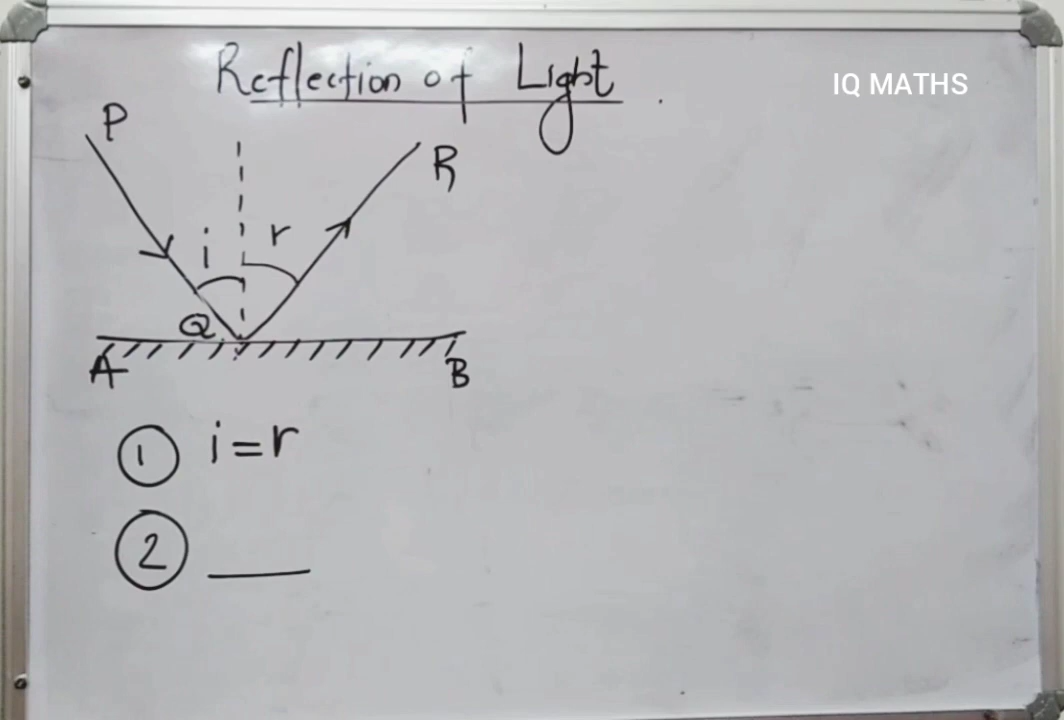 Reflection of Light
IQ MATHS
P
R
i
r
Q
A
B
① i=r
② ___